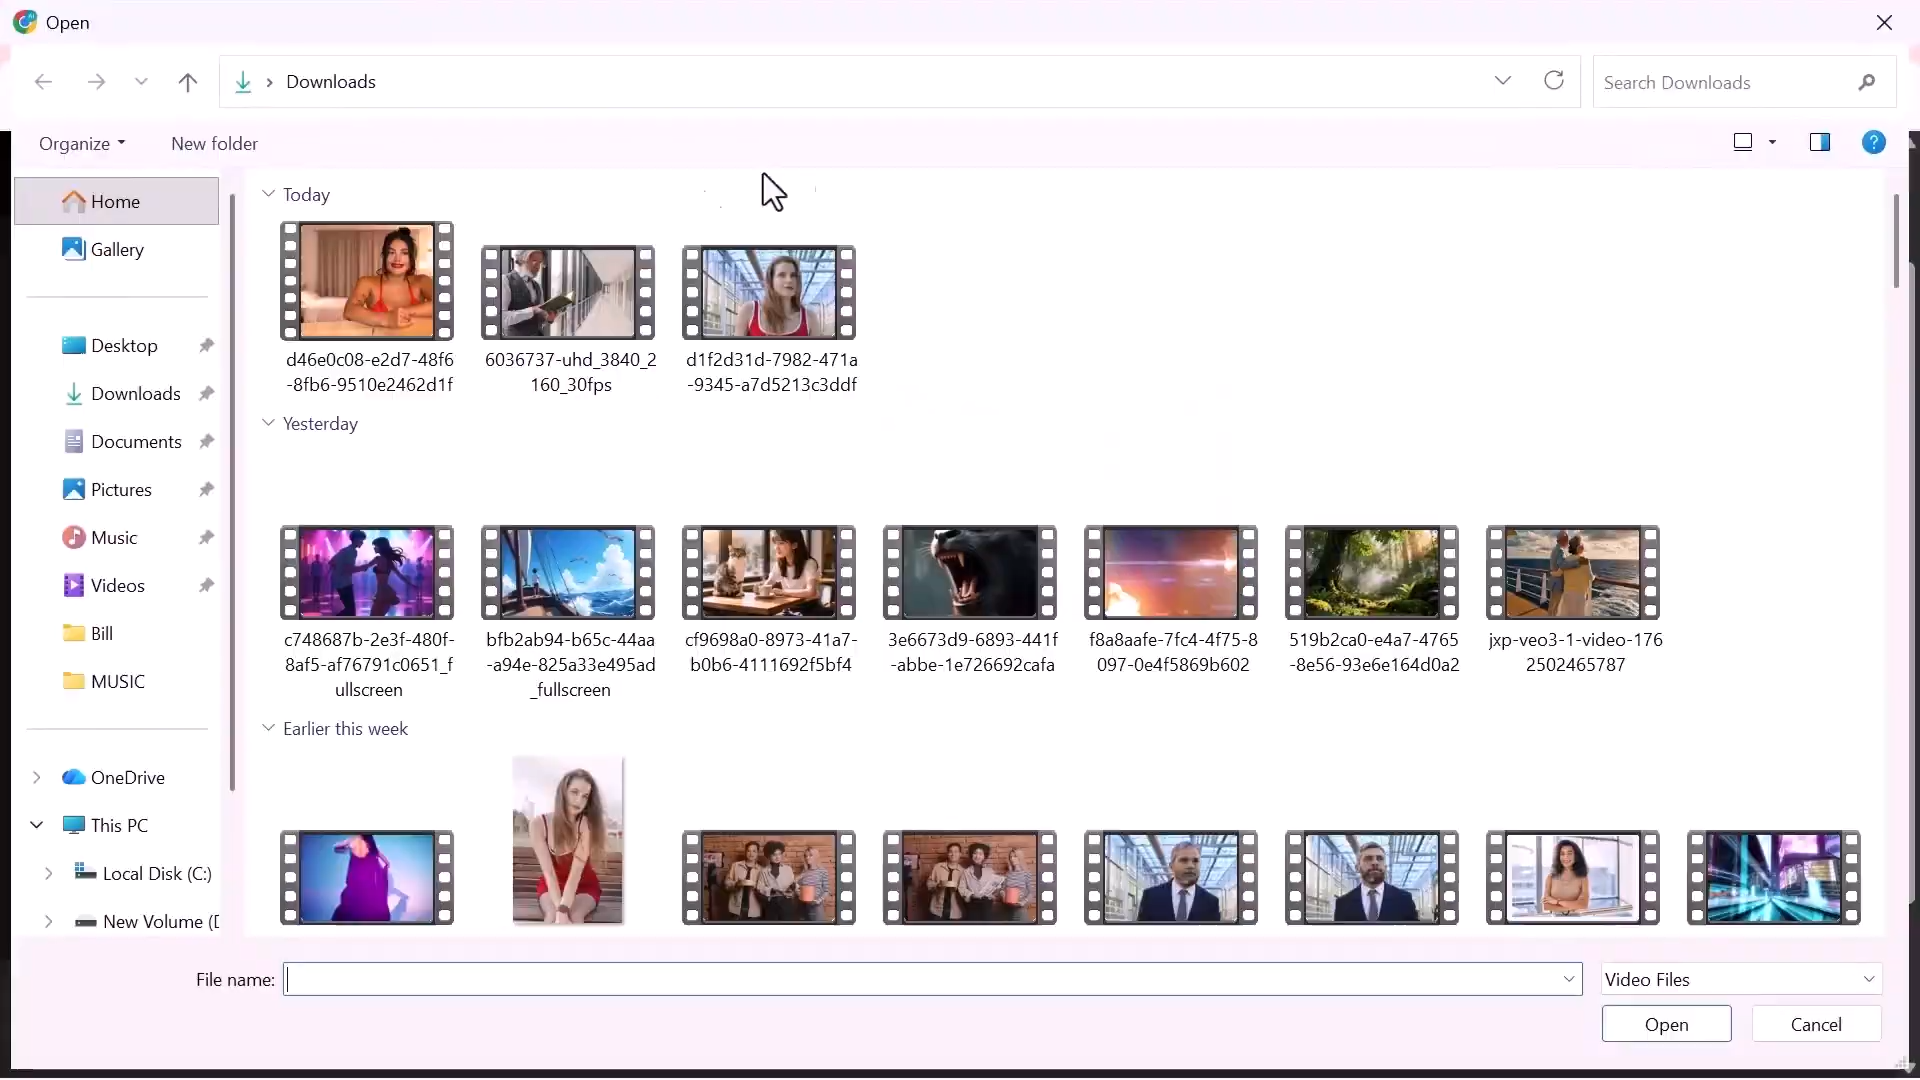 Open
Downloads
Search Downloads
Organize
New folder
Home
Gallery
Desktop
Downloads
Documents
Pictures
Music
Videos
Bill
MUSIC
OneDrive
This PC
Local Disk (C:)
New Volume (D
Today
d46e0c08-e2d7-48f6
-8fb6-9510e2462d1f
6036737-uhd_3840_2
160_30fps
d1f2d31d-7982-471a
-9345-a7d5213c3ddf
Yesterday
c748687b-2e3f-480f-
8af5-af76791c0651_f
ullscreen
bfb2ab94-b65c-44aa
-a94e-825a33e495ad
_fullscreen
cf9698a0-8973-41a7-
b0b6-4111692f5bf4
3e6673d9-6893-441f
-abbe-1e726692cafa
f8a8aafe-7fc4-4f75-8
097-0e4f5869b602
519b2ca0-e4a7-4765
-8e56-93e6e164d0a2
jxp-veo3-1-video-176
2502465787
Earlier this week
File name:
Video Files
Open
Cancel